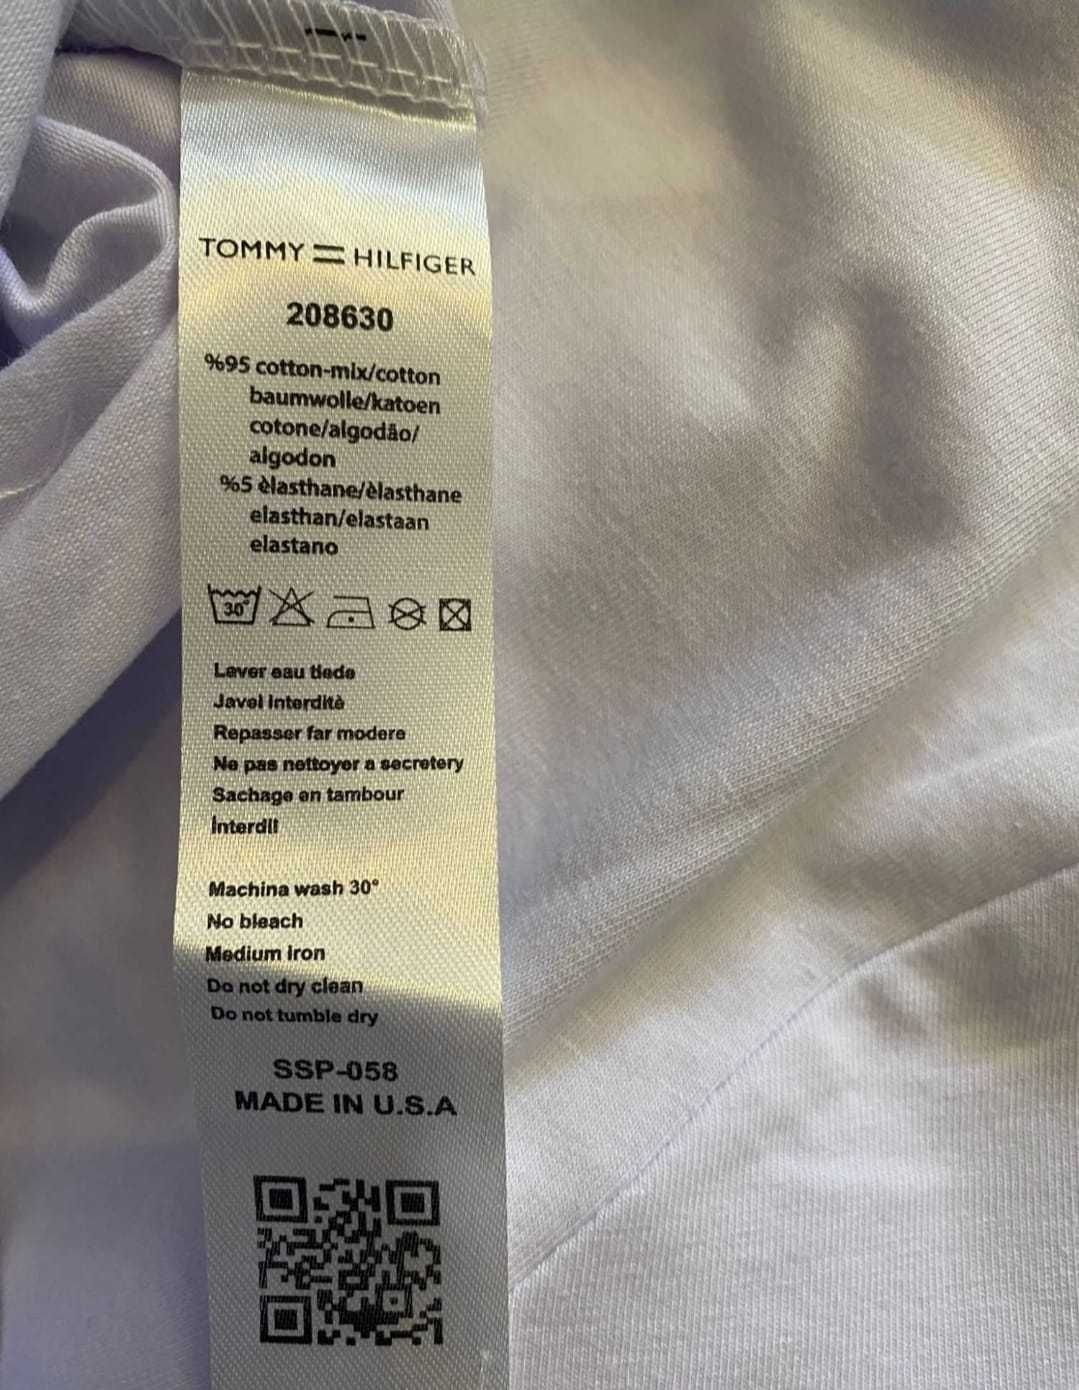 TOMMY HILFIGER
208630
%95 cotton-mix/cotton
baumwolle/katoen
cotone/algodão/
algodon
%5 èlasthane/èlasthane
elasthan/elastaan
elastano
30°
Laver eau tiede
Javel Interditè
Repasser far modere
Ne pas nettoyer a secretery
Sachage en tambour
İnterdit
Machina wash 30°
No bleach
Medium iron
Do not dry clean
Do not tumble dry
SSP-058
MADE IN U.S.A